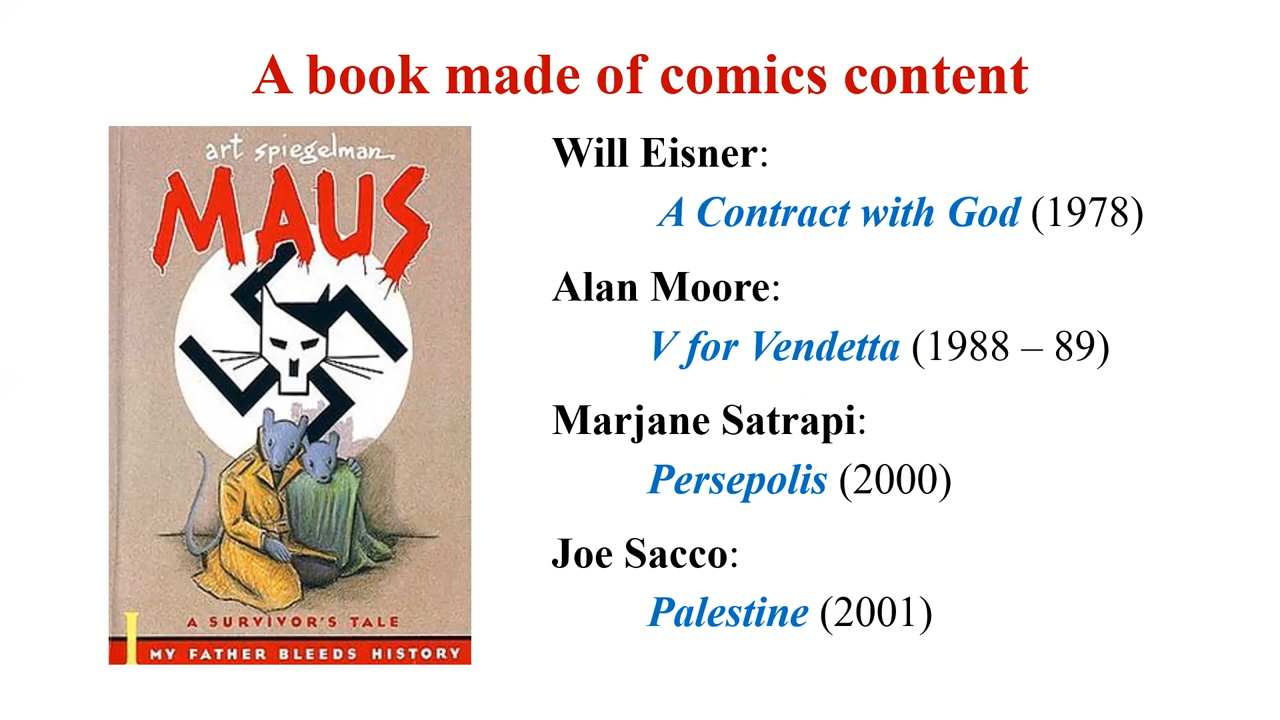 A book made of comics content
art spiegelman
MAUS
I
A SURVIVOR'S TALE
MY FATHER BLEEDS HISTORY
Will Eisner:
A Contract with God (1978)
Alan Moore:
V for Vendetta (1988 – 89)
Marjane Satrapi:
Persepolis (2000)
Joe Sacco:
Palestine (2001)